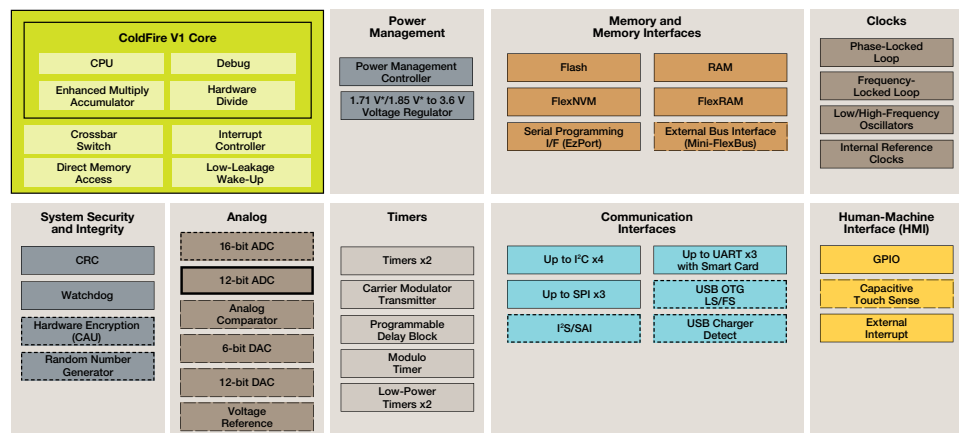 ColdFire V1 Core
CPU
Debug
Enhanced Multiply
Accumulator
Hardware
Divide
Crossbar
Switch
Interrupt
Controller
Direct Memory
Access
Low-Leakage
Wake-Up
Power
Management
Power Management
Controller
1.71 V*/1.85 V* to 3.6 V
Voltage Regulator
Memory and
Memory Interfaces
Flash
RAM
FlexNVM
FlexRAM
Serial Programming
I/F (EzPort)
External Bus Interface
(Mini-FlexBus)
Clocks
Phase-Locked
Loop
Frequency-
Locked Loop
Low/High-Frequency
Oscillators
Internal Reference
Clocks
System Security
and Integrity
CRC
Watchdog
Hardware Encryption
(CAU)
Random Number
Generator
Analog
16-bit ADC
12-bit ADC
Analog
Comparator
6-bit DAC
12-bit DAC
Voltage
Reference
Timers
Timers x2
Carrier Modulator
Transmitter
Programmable
Delay Block
Modulo
Timer
Low-Power
Timers x2
Communication
Interfaces
Up to I²C x4
Up to UART x3
with Smart Card
Up to SPI x3
USB OTG
LS/FS
I²S/SAI
USB Charger
Detect
Human-Machine
Interface (HMI)
GPIO
Capacitive
Touch Sense
External
Interrupt